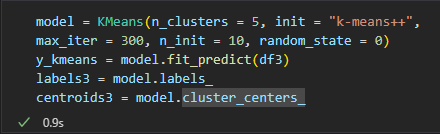 model = KMeans(n_clusters = 5, init = "k-means++",
max_iter = 300, n_init = 10, random_state = 0)
y_kmeans = model.fit_predict(df3)
labels3 = model.labels_
centroids3 = model.cluster_centers_
0.9s